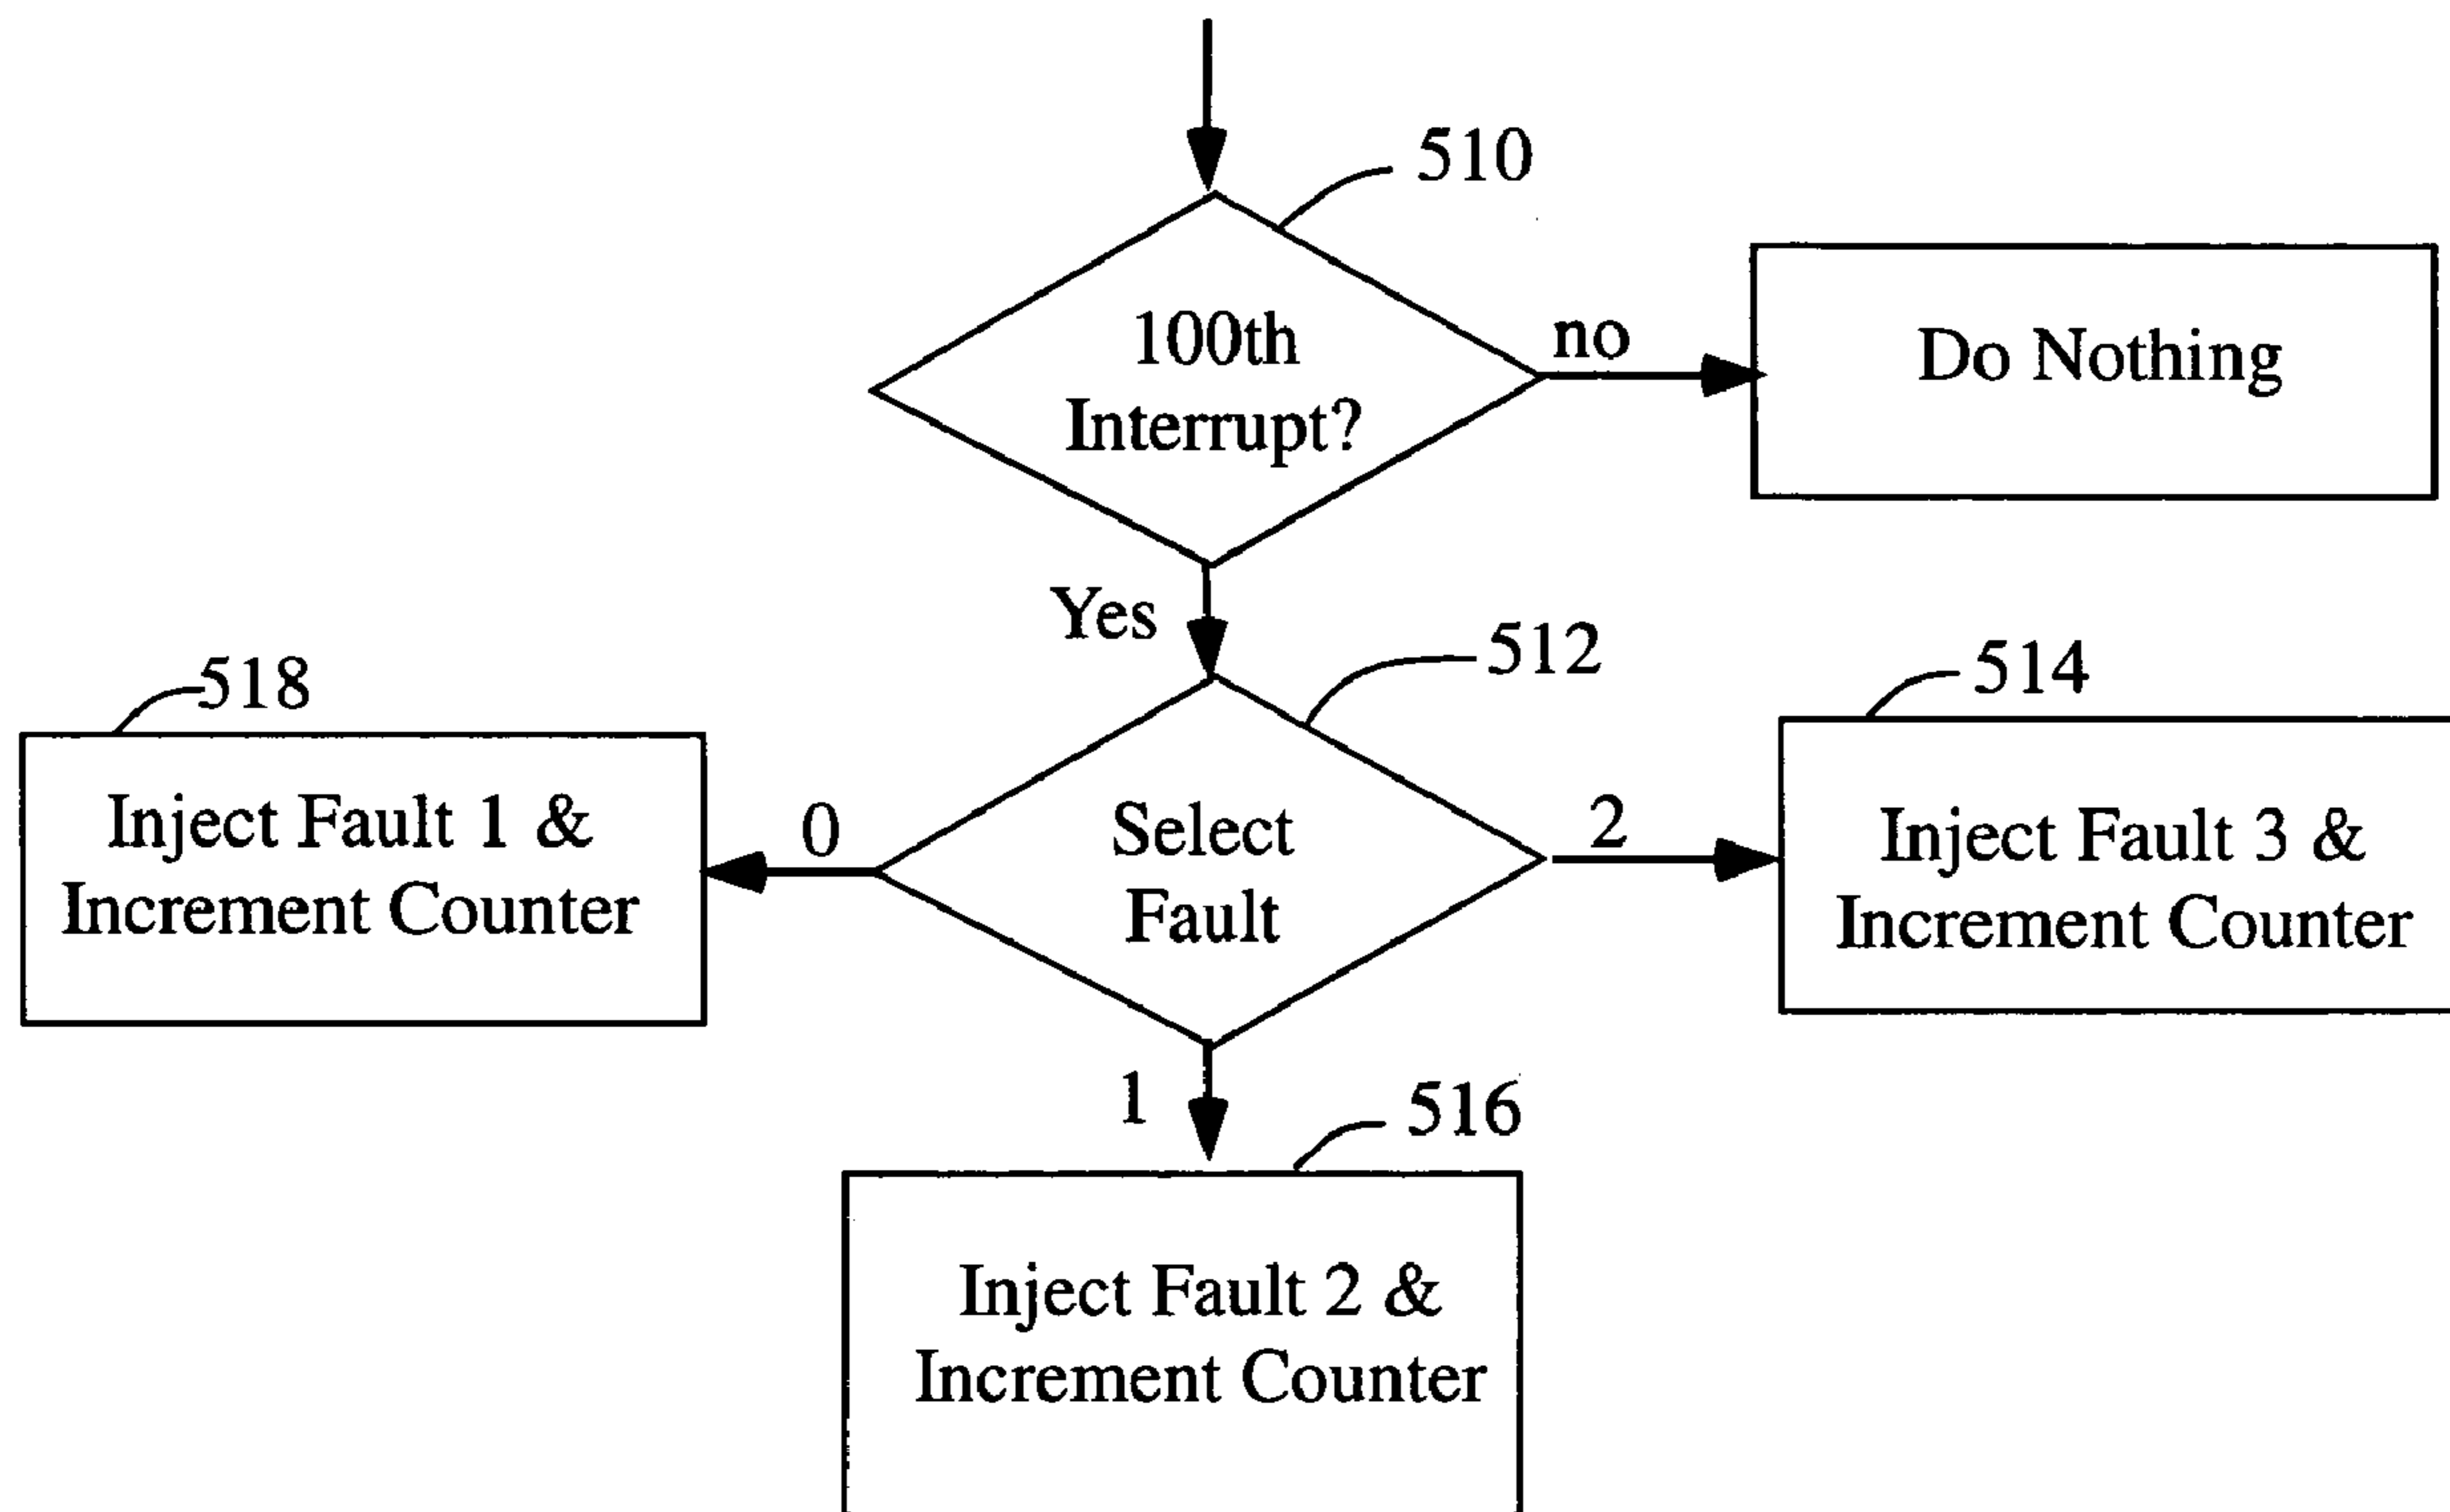 510
100th
Interrupt?
no
Do Nothing
Yes
512
518
514
Inject Fault 1 &
Increment Counter
0
Select
Fault
2
Inject Fault 3 &
Increment Counter
1
516
Inject Fault 2 &
Increment Counter